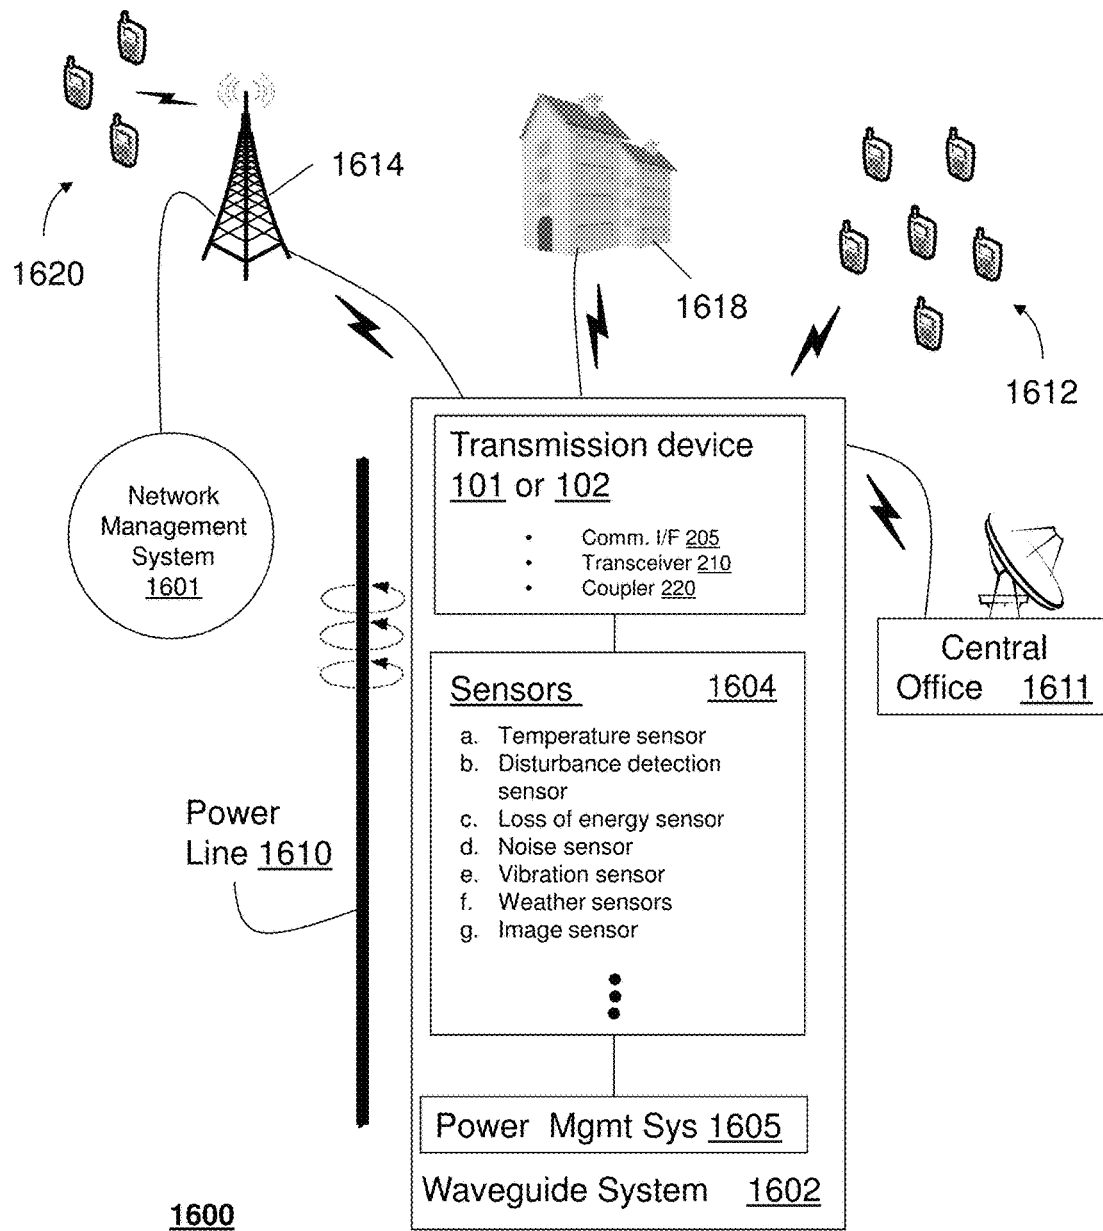 1614
1620
1618
1612
Transmission device
101 or 102
• Comm. I/F 205
• Transceiver 210
• Coupler 220
Network
Management
System
1601
Central
Office 1611
Sensors 1604
a. Temperature sensor
b. Disturbance detection
sensor
c. Loss of energy sensor
d. Noise sensor
e. Vibration sensor
f. Weather sensors
g. Image sensor
Power
Line 1610
Power Mgmt Sys 1605
Waveguide System 1602
1600